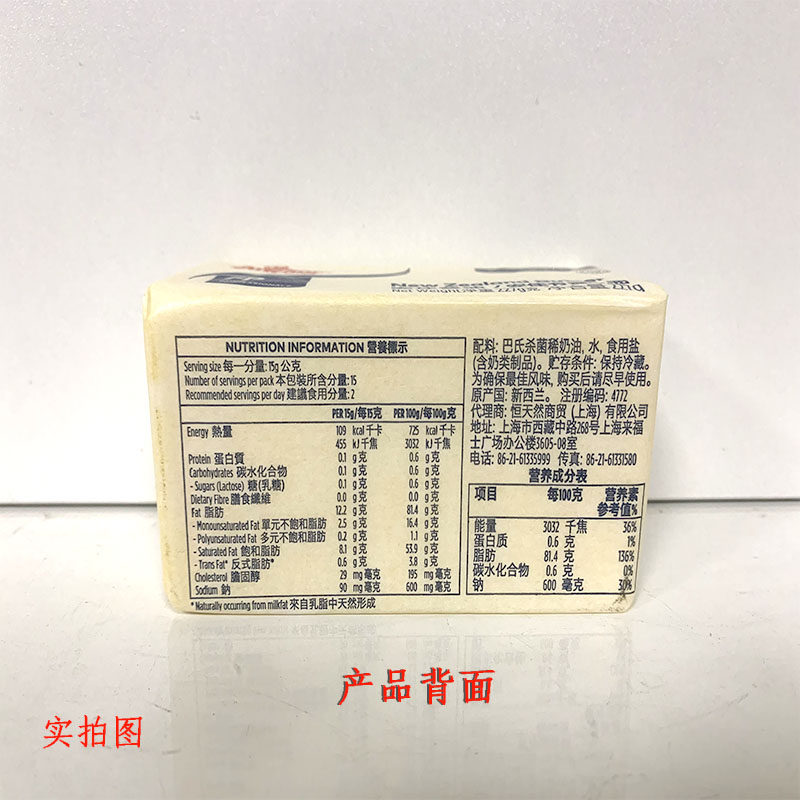 New Zealand
Net Weight净重 227g克
NUTRITION INFORMATION 營養標示
Serving size 每一分量: 15g 公克
Number of servings per pack 本包裝所含分量: 15
Recommended servings per day 建議食用分量: 2
PER 15g/每15克 PER 100g/每100g克
Energy 熱量 109 kcal 千卡 725 kcal 千卡
455 kJ 千焦 3032 kJ 千焦
Protein 蛋白質 0.1 g 克 0.6 g 克
Carbohydrates 碳水化合物 0.1 g 克 0.6 g 克
- Sugars (Lactose) 糖(乳糖) 0.1 g 克 0.6 g 克
Dietary Fibre 膳食纖維 0.0 g 克 0.0 g 克
Fat 脂肪 12.2 g 克 81.4 g 克
- Monounsaturated Fat 單元不飽和脂肪 2.5 g 克 16.4 g 克
- Polyunsaturated Fat 多元不飽和脂肪 0.2 g 克 1.1 g 克
- Saturated Fat 飽和脂肪 8.1 g 克 53.9 g 克
- Trans Fat* 反式脂肪* 0.6 g 克 3.8 g 克
Cholesterol 膽固醇 29 mg 毫克 195 mg 毫克
Sodium 鈉 90 mg 毫克 600 mg 毫克
*Naturally occurring from milkfat 來自乳脂中天然形成
配料: 巴氏杀菌稀奶油, 水, 食用盐
(含奶类制品)。贮存条件: 保持冷藏。
为确保最佳风味, 购买后请尽早使用。
原产国: 新西兰。 注册编码: 4772
代理商: 恒天然商贸 (上海) 有限公司
地址: 上海市西藏中路268号上海来福
士广场办公楼3605-08室
电话: 86-21-61335999 传真: 86-21-61331580
营养成分表
项目 每100克 营养素
参考值%
能量 3032 千焦 36%
蛋白质 0.6 克 1%
脂肪 81.4 克 136%
碳水化合物 0.6 克 0%
钠 600 毫克 30%
产品背面
实拍图